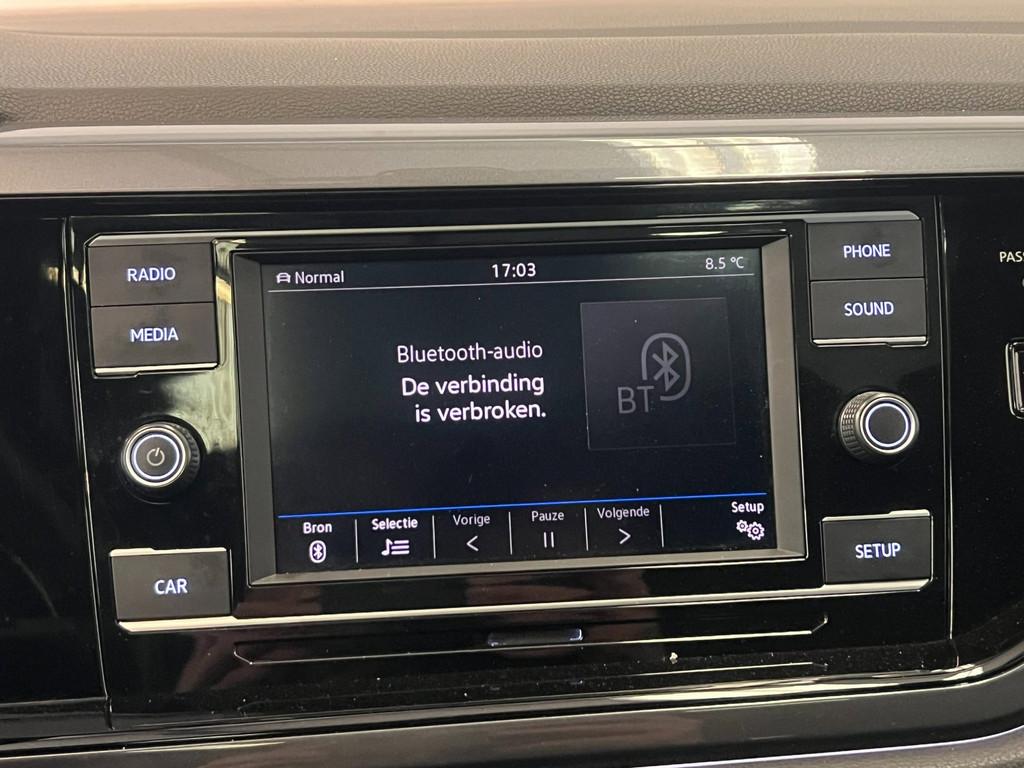 Normal 17:03 8.5 °C
RADIO
MEDIA
PHONE
SOUND
PASS
Bluetooth-audio
De verbinding
is verbroken.
BT
Bron Selectie Vorige Pauze Volgende Setup
CAR
SETUP